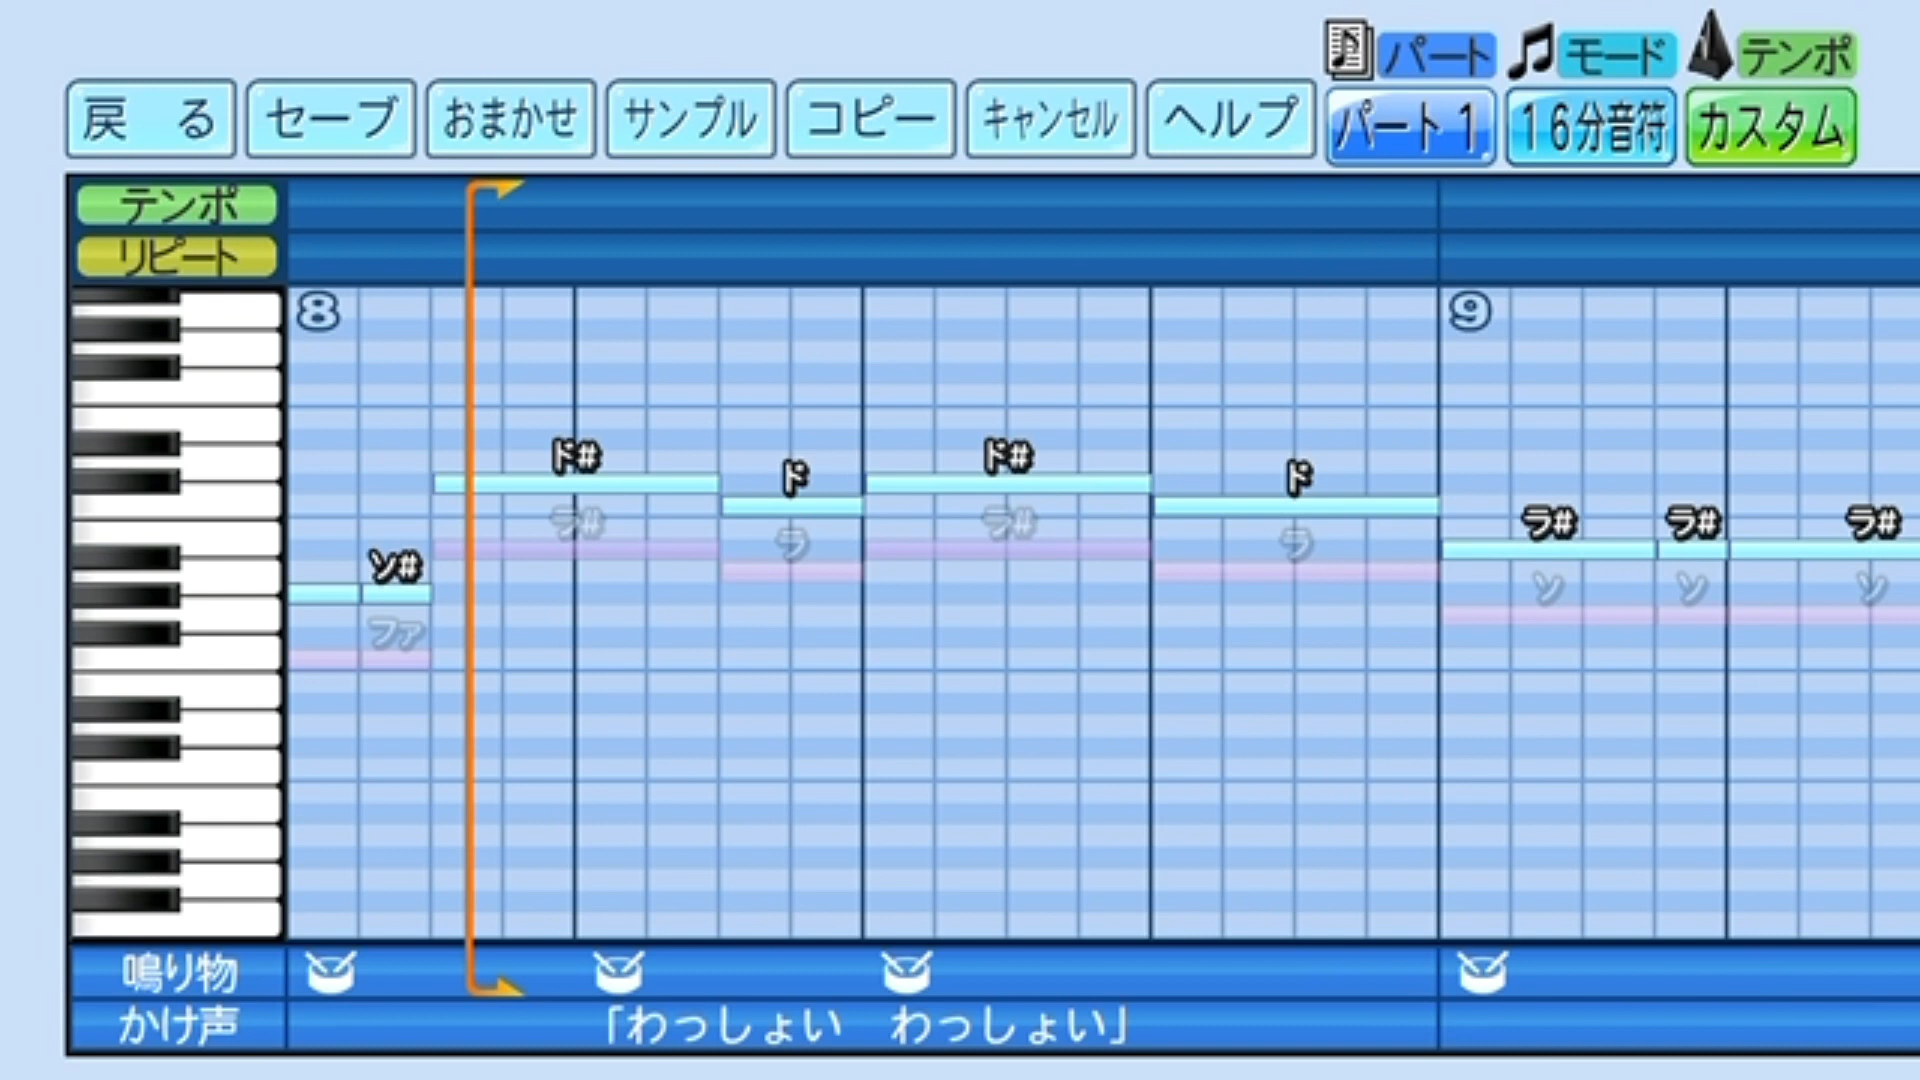 パート モード テンポ
戻る セーブ おまかせ サンプル コピー キャンセル ヘルプ パート1 16分音符 カスタム
テンポ
リピート
8 9
ド# ド#
ド ド
ラ# ラ# ラ# ラ# ラ#
ラ ラ
ソ#
ソ ソ ソ
ファ
鳴り物
かけ声 「わっしょい わっしょい」